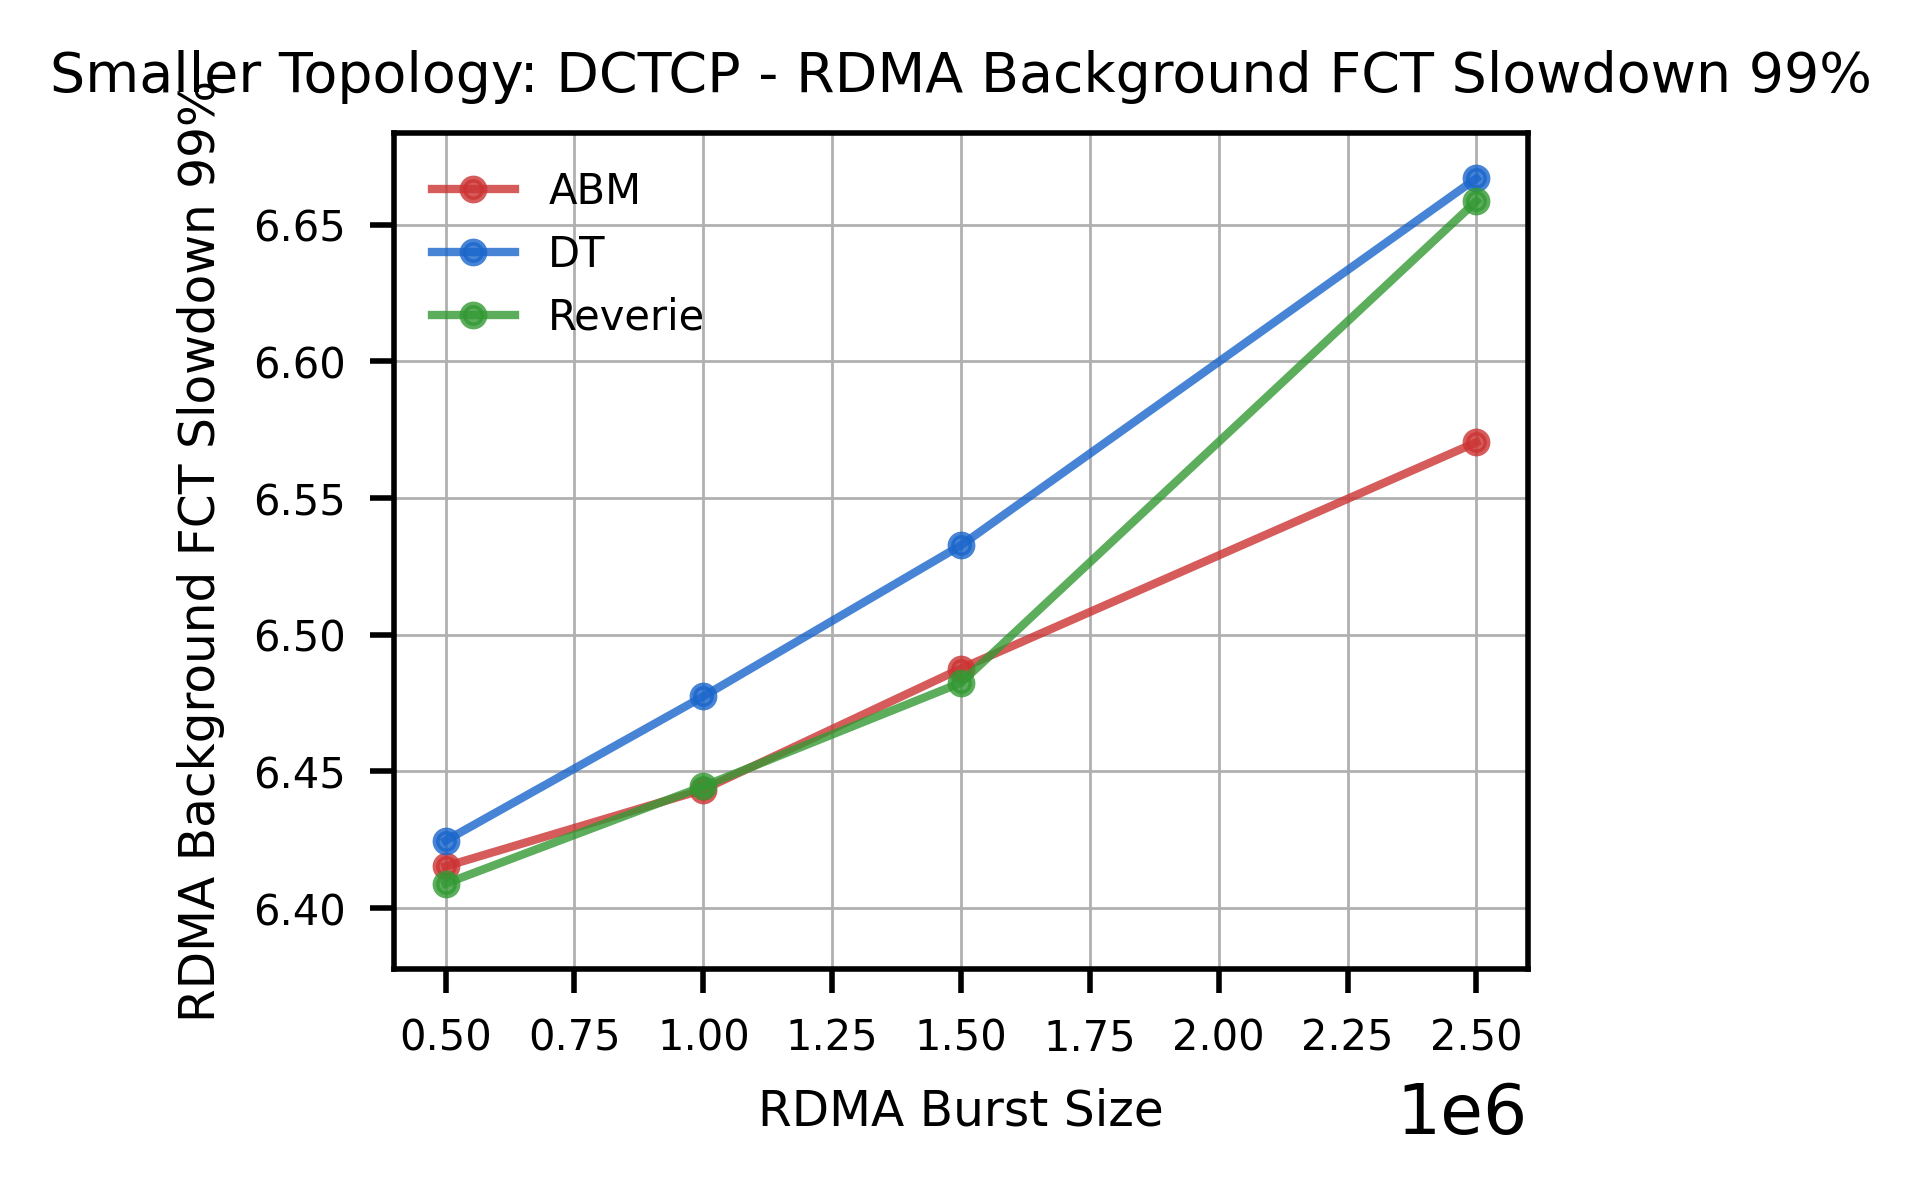 Smaller Topology: DCTCP - RDMA Background FCT Slowdown 99%
RDMA Background FCT Slowdown 99%
ABM
DT
Reverie
6.65
6.60
6.55
6.50
6.45
6.40
0.50 0.75 1.00 1.25 1.50 1.75 2.00 2.25 2.50
RDMA Burst Size
1e6